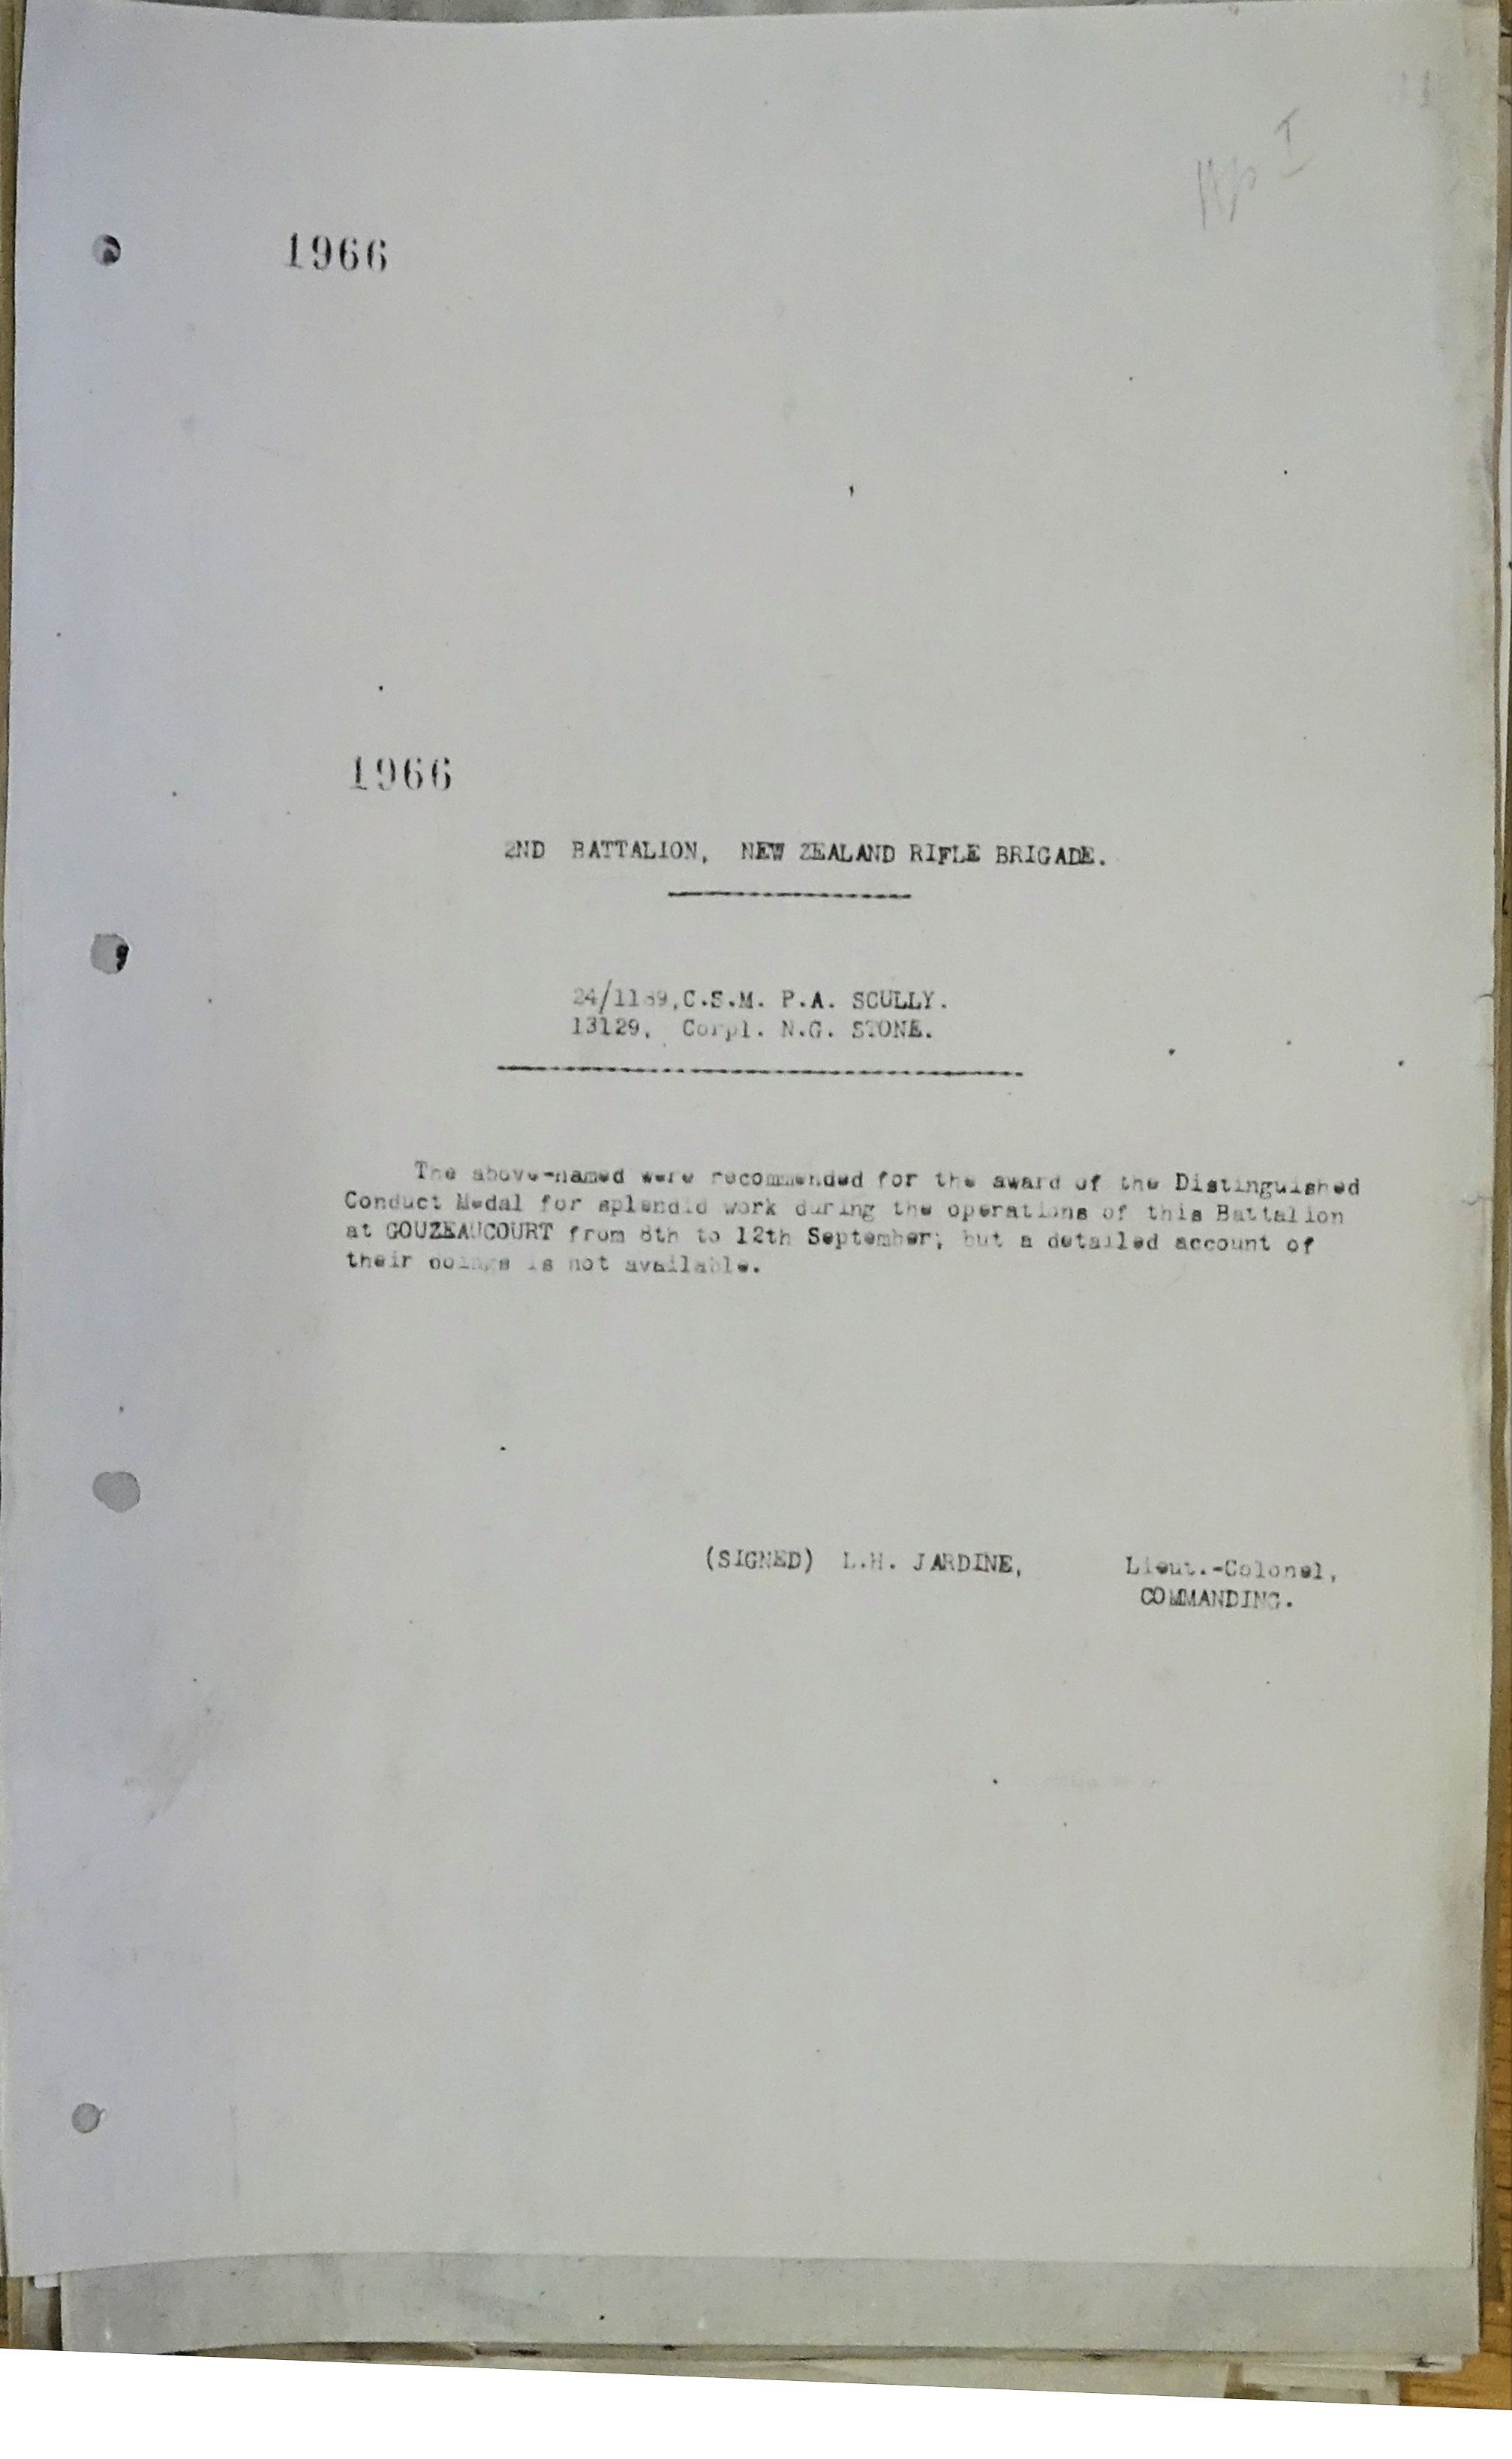 1966
1966
2ND BATTALION, NEW ZEALAND RIFLE BRIGADE.
C.S.M. P.A. SCULLY.
13129, Corpl. N.G. STONE.
The above-named were recommended for the award of the Distinguished
Conduct Medal for splendid work during the operations of this Battalion
at GOUZEAUCOURT from 8th to 12th September; but a detailed account of
their doings is not available.
(SIGNED) L.H. JARDINE, Lieut.-Colonel,
COMMANDING.